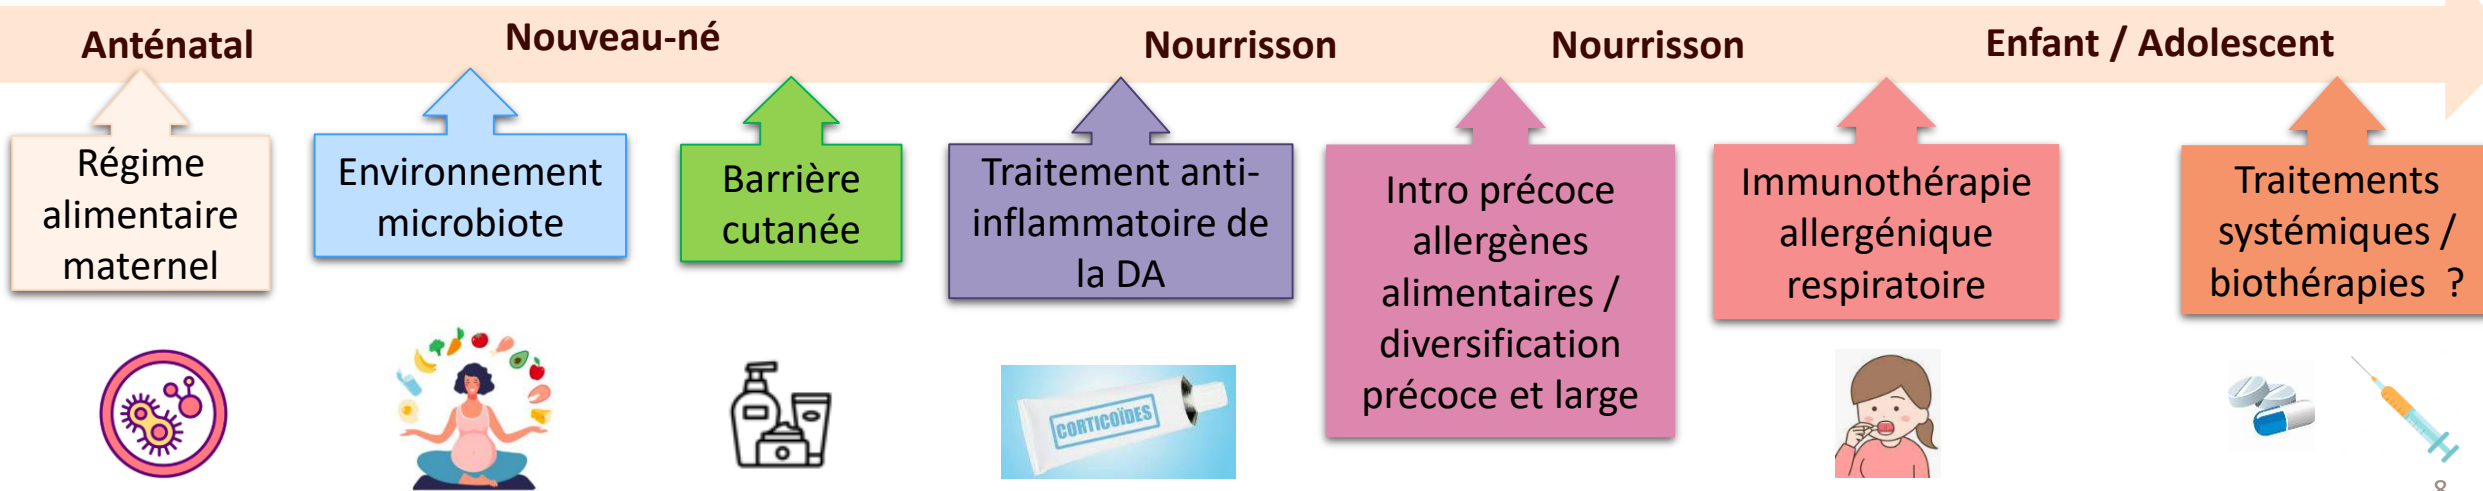 Anténatal
Nouveau-né
Nourrisson
Nourrisson
Enfant / Adolescent
Régime
alimentaire
maternel
Environnement
microbiote
Barrière
cutanée
Traitement anti-
inflammatoire de
la DA
Intro précoce
allergènes
alimentaires /
diversification
précoce et large
Immunothérapie
allergénique
respiratoire
Traitements
systémiques /
biothérapies ?
CORTICOÏDES
8